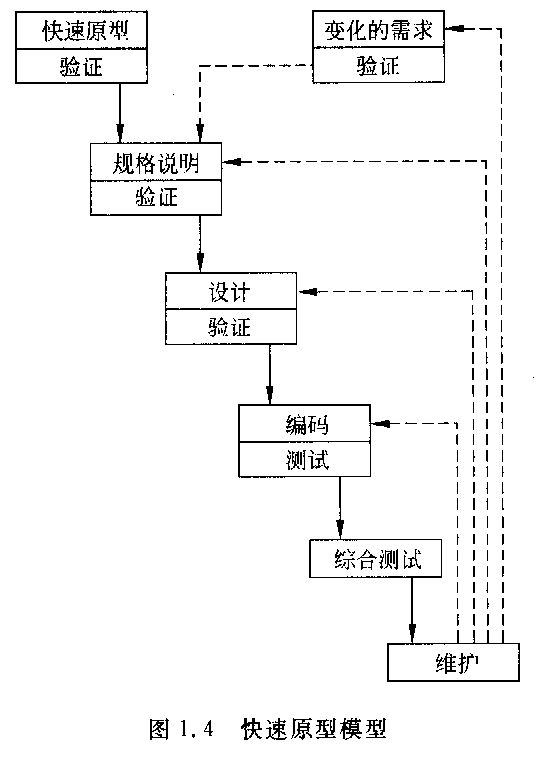 快速原型
验证
变化的需求
验证
规格说明
验证
设计
验证
编码
测试
综合测试
维护
图 1.4 快速原型模型